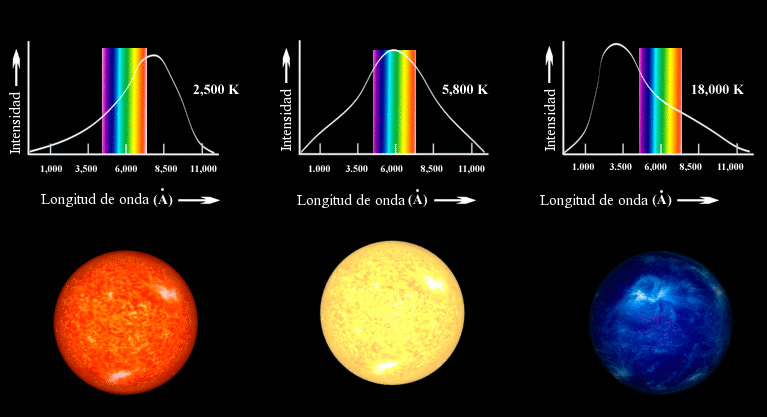 Intensidad
2,500 K
1,000 3,500 6,000 8,500 11,000
Longitud de onda (Å)
Intensidad
5,800 K
1.000 3.500 6,000 8,500 11,000
Longitud de onda (Å)
Intensidad
18,000 K
1.000 3.500 6,000 8,500 11,000
Longitud de onda (Å)